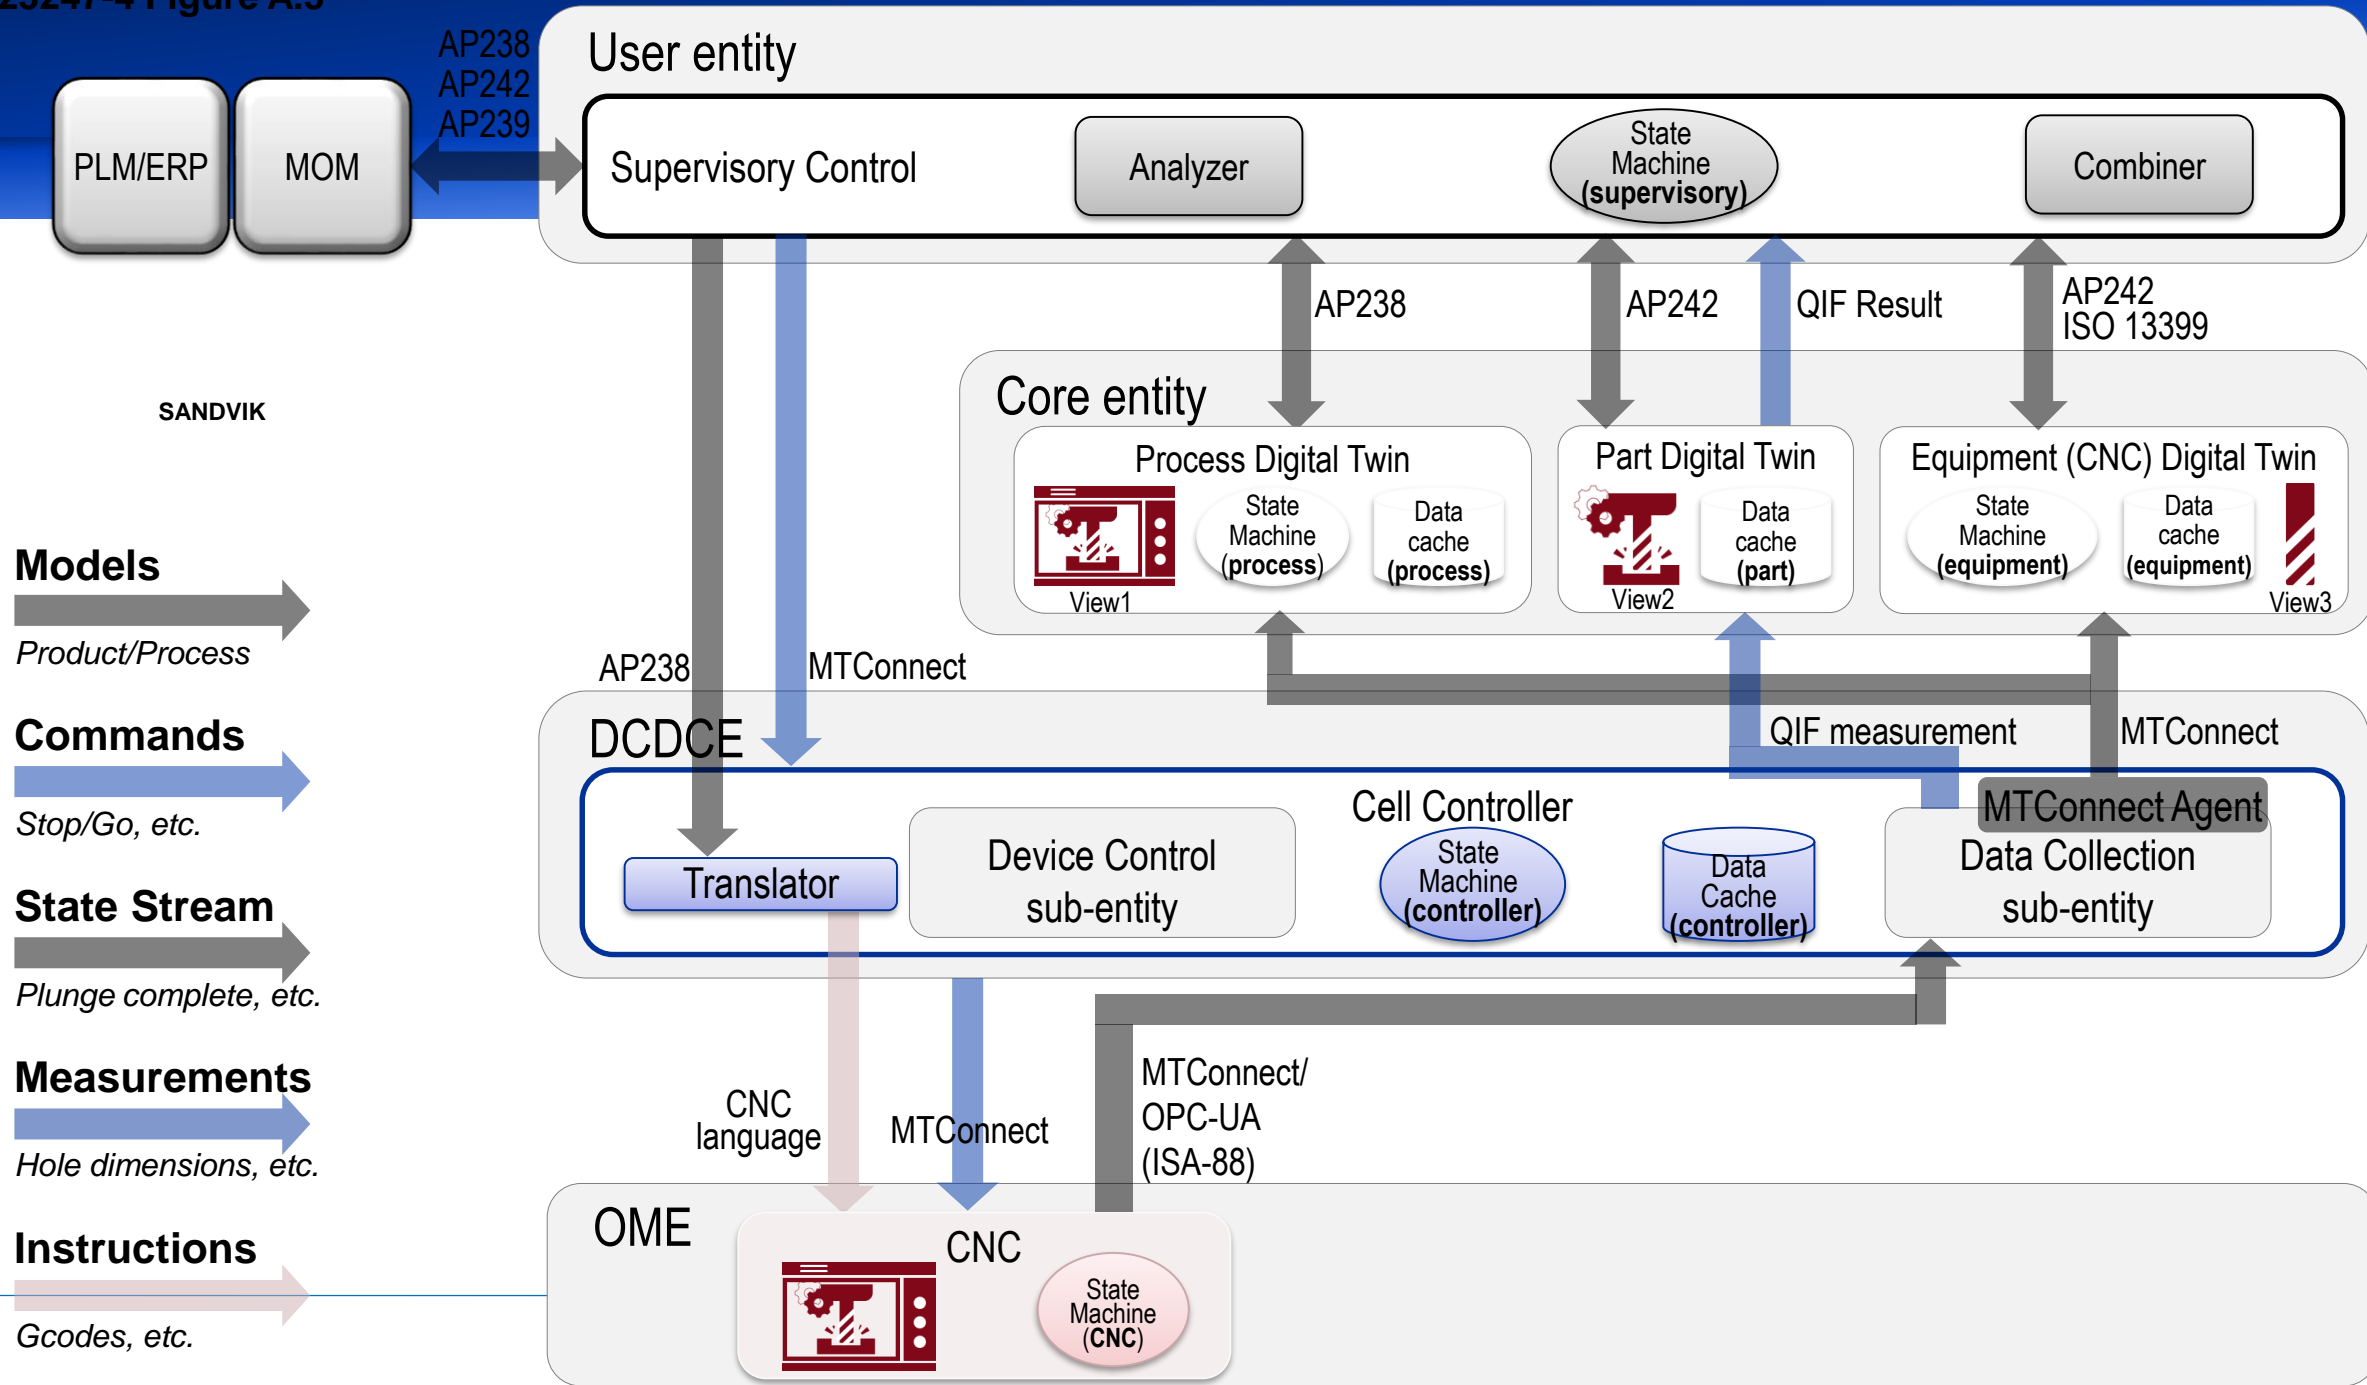 23247-4 Figure A.3
AP238
AP242
AP239
PLM/ERP
MOM
User entity
Supervisory Control
Analyzer
State
Machine
(supervisory)
Combiner
AP238
AP242
QIF Result
AP242
ISO 13399
SANDVIK
Core entity
Process Digital Twin
State
Machine
(process)
Data
cache
(process)
View1
Part Digital Twin
Data
cache
(part)
View2
Equipment (CNC) Digital Twin
State
Machine
(equipment)
Data
cache
(equipment)
View3
Models
Product/Process
Commands
Stop/Go, etc.
State Stream
Plunge complete, etc.
Measurements
Hole dimensions, etc.
Instructions
Gcodes, etc.
AP238
MTConnect
DCDCE
QIF measurement
MTConnect
Translator
Device Control
sub-entity
Cell Controller
State
Machine
(controller)
Data
Cache
(controller)
MTConnect Agent
Data Collection
sub-entity
CNC
language
MTConnect
MTConnect/
OPC-UA
(ISA-88)
OME
CNC
State
Machine
(CNC)